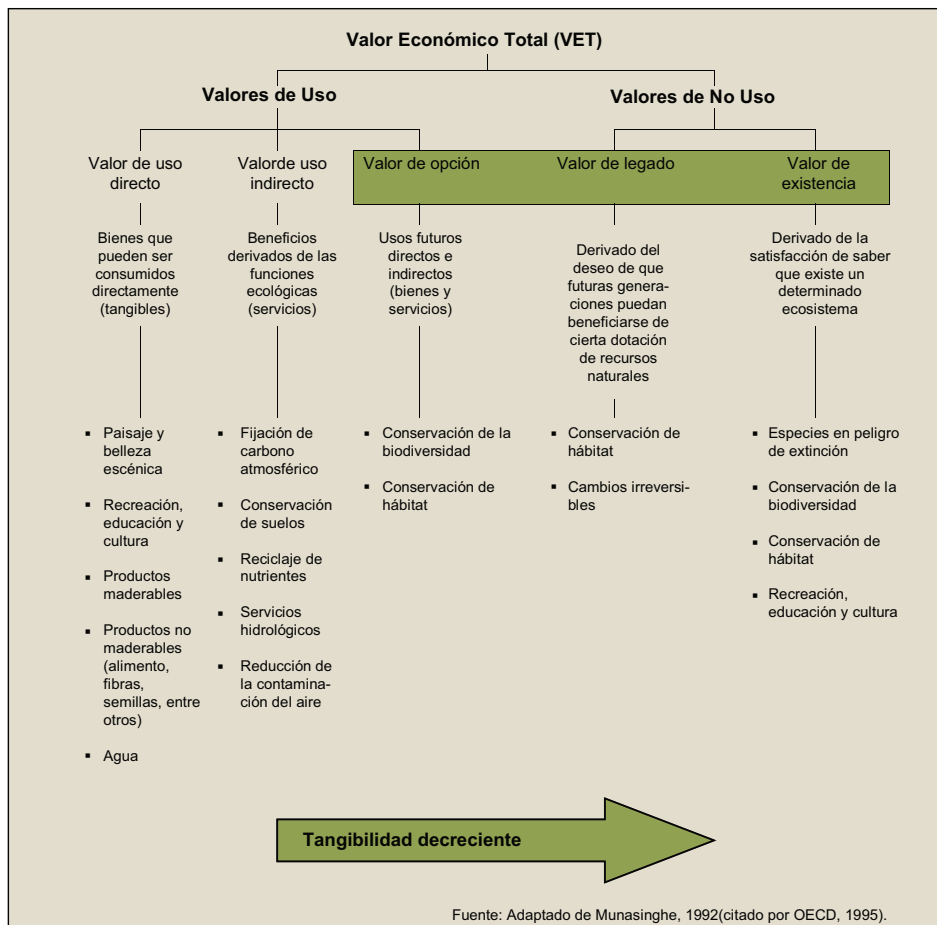 Valor Económico Total (VET)
Valores de Uso
Valores de No Uso
Valor de uso
directo
Valorde uso
indirecto
Valor de opción
Valor de legado
Valor de
existencia
Bienes que
pueden ser
consumidos
directamente
(tangibles)
Beneficios
derivados de las
funciones
ecológicas
(servicios)
Usos futuros
directos e
indirectos
(bienes y
servicios)
Derivado del
deseo de que
futuras genera-
ciones puedan
beneficiarse de
cierta dotación
de recursos
naturales
Derivado de la
satisfacción de saber
que existe un
determinado
ecosistema
▪ Paisaje y
belleza
escénica
▪ Recreación,
educación y
cultura
▪ Productos
maderables
▪ Productos no
maderables
(alimento,
fibras,
semillas, entre
otros)
▪ Agua
▪ Fijación de
carbono
atmosférico
▪ Conservación
de suelos
▪ Reciclaje de
nutrientes
▪ Servicios
hidrológicos
▪ Reducción de
la contamina-
ción del aire
▪ Conservación de la
biodiversidad
▪ Conservación de
hábitat
▪ Conservación de
hábitat
▪ Cambios irreversi-
bles
▪ Especies en peligro
de extinción
▪ Conservación de la
biodiversidad
▪ Conservación de
hábitat
▪ Recreación,
educación y cultura
Tangibilidad decreciente
Fuente: Adaptado de Munasinghe, 1992(citado por OECD, 1995).